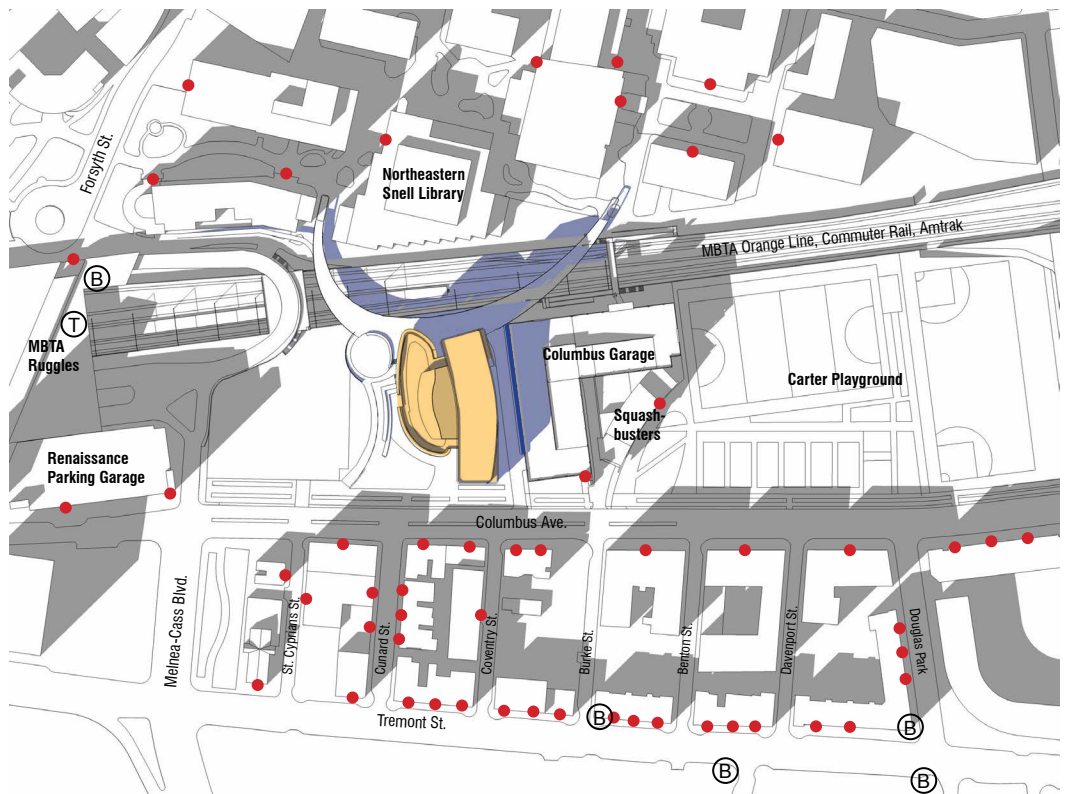 Forsyth St.
Northeastern
Snell Library
MBTA Orange Line, Commuter Rail, Amtrak
B
T
MBTA
Ruggles
Columbus Garage
Carter Playground
Squash-
busters
Renaissance
Parking Garage
Columbus Ave.
Melnea-Cass Blvd.
St. Cyprians St.
Cunard St.
Coventry St.
Burke St.
Benton St.
Davenport St.
Douglas Park
Tremont St.
B
B
B
B